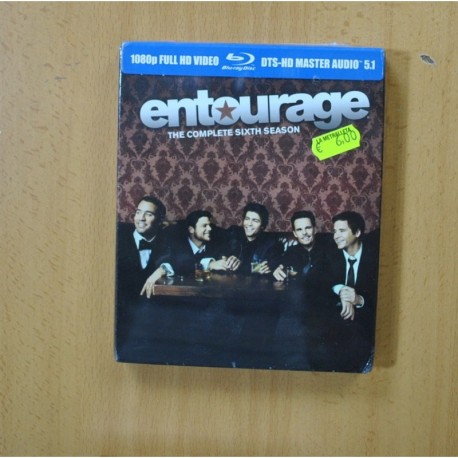 1080p FULL HD VIDEO Blu-ray Disc DTS-HD MASTER AUDIO™ 5.1
entourage
THE COMPLETE SIXTH SEASON
LA METRALLETA
€ 6,00